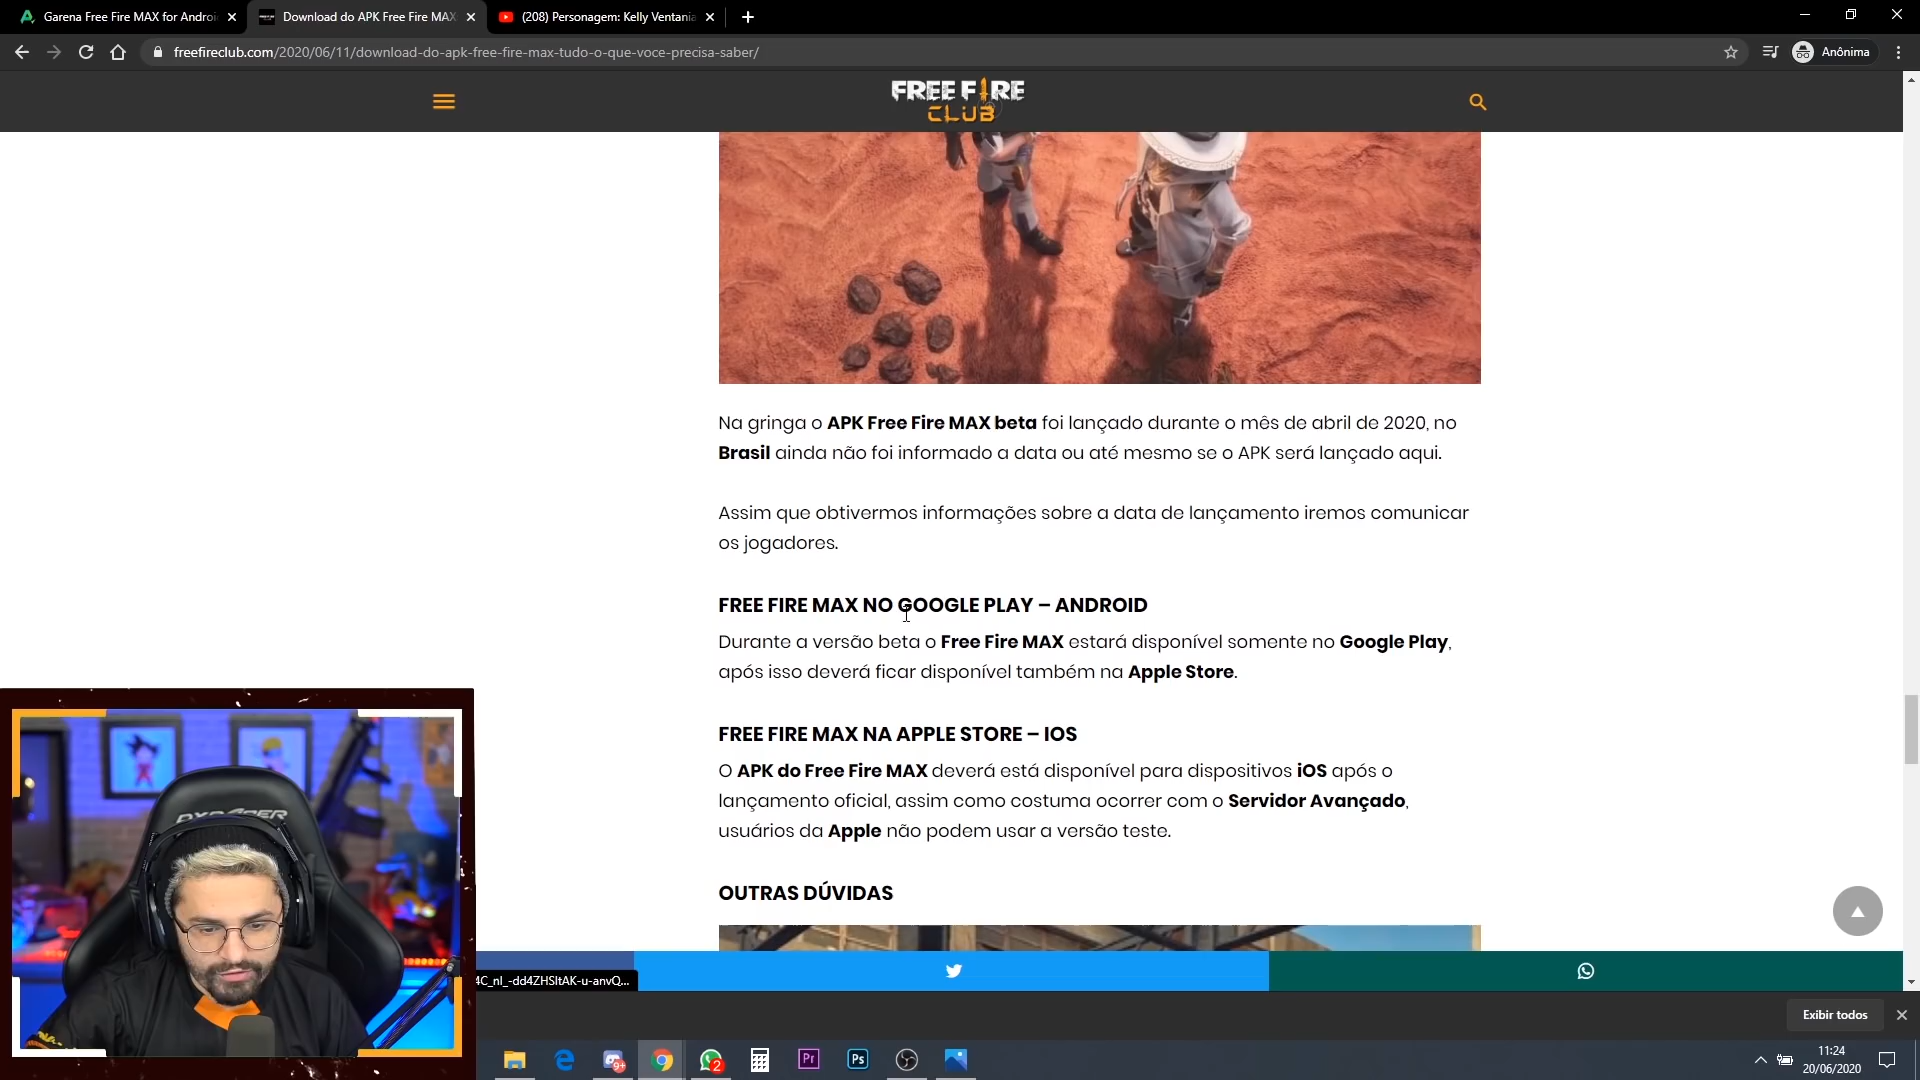 Garena Free Fire MAX for Androi
Download do APK Free Fire MAX
(208) Personagem: Kelly Ventania
freefireclub.com/2020/06/11/download-do-apk-free-fire-max-tudo-o-que-voce-precisa-saber/
Anônima
FREE FIRE
CLUB
Na gringa o APK Free Fire MAX beta foi lançado durante o mês de abril de 2020, no
Brasil ainda não foi informado a data ou até mesmo se o APK será lançado aqui.
Assim que obtivermos informações sobre a data de lançamento iremos comunicar
os jogadores.
FREE FIRE MAX NO GOOGLE PLAY – ANDROID
Durante a versão beta o Free Fire MAX estará disponível somente no Google Play,
após isso deverá ficar disponível também na Apple Store.
FREE FIRE MAX NA APPLE STORE – IOS
O APK do Free Fire MAX deverá está disponível para dispositivos iOS após o
lançamento oficial, assim como costuma ocorrer com o Servidor Avançado,
usuários da Apple não podem usar a versão teste.
OUTRAS DÚVIDAS
DXRACER
4C_nl_-dd4ZHSltAK-u-anvQ...
Exibir todos
9+
2
Pr
Ps
11:24
20/06/2020